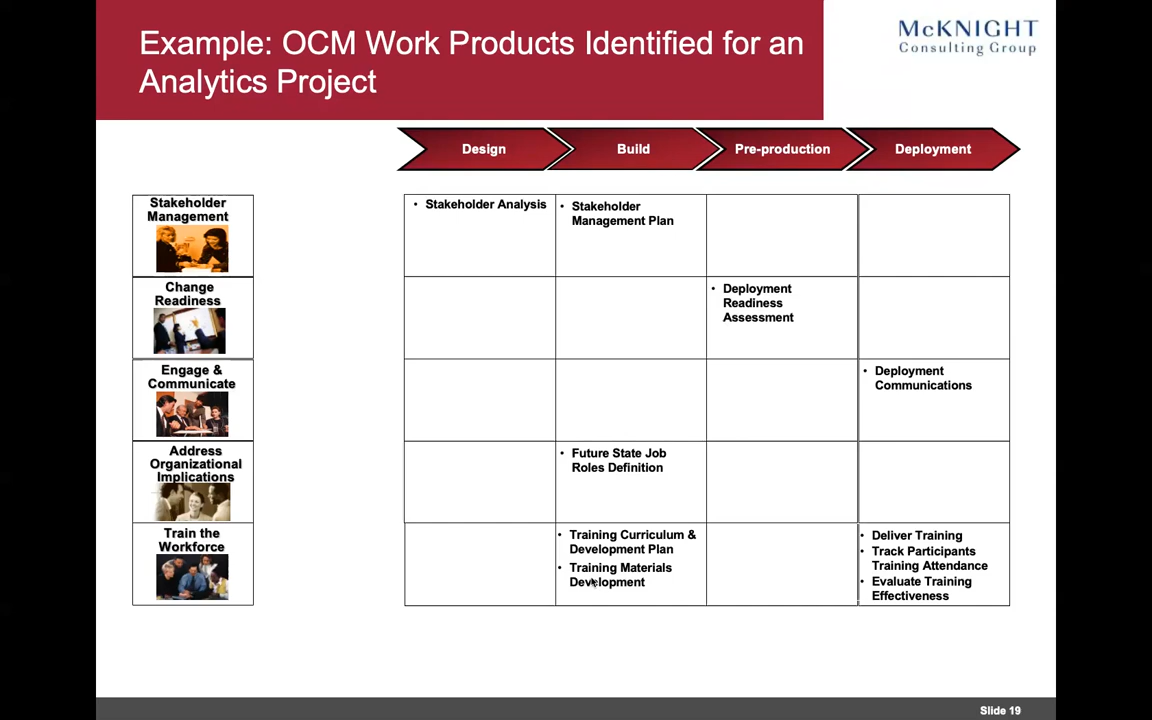 Example: OCM Work Products Identified for an
Analytics Project
McKNIGHT
Consulting Group
Design
Build
Pre-production
Deployment
Stakeholder
Management
• Stakeholder Analysis
• Stakeholder
Management Plan
Change
Readiness
• Deployment
Readiness
Assessment
Engage &
Communicate
• Deployment
Communications
Address
Organizational
Implications
• Future State Job
Roles Definition
Train the
Workforce
• Training Curriculum &
Development Plan
• Training Materials
Development
• Deliver Training
• Track Participants
Training Attendance
• Evaluate Training
Effectiveness
Slide 19